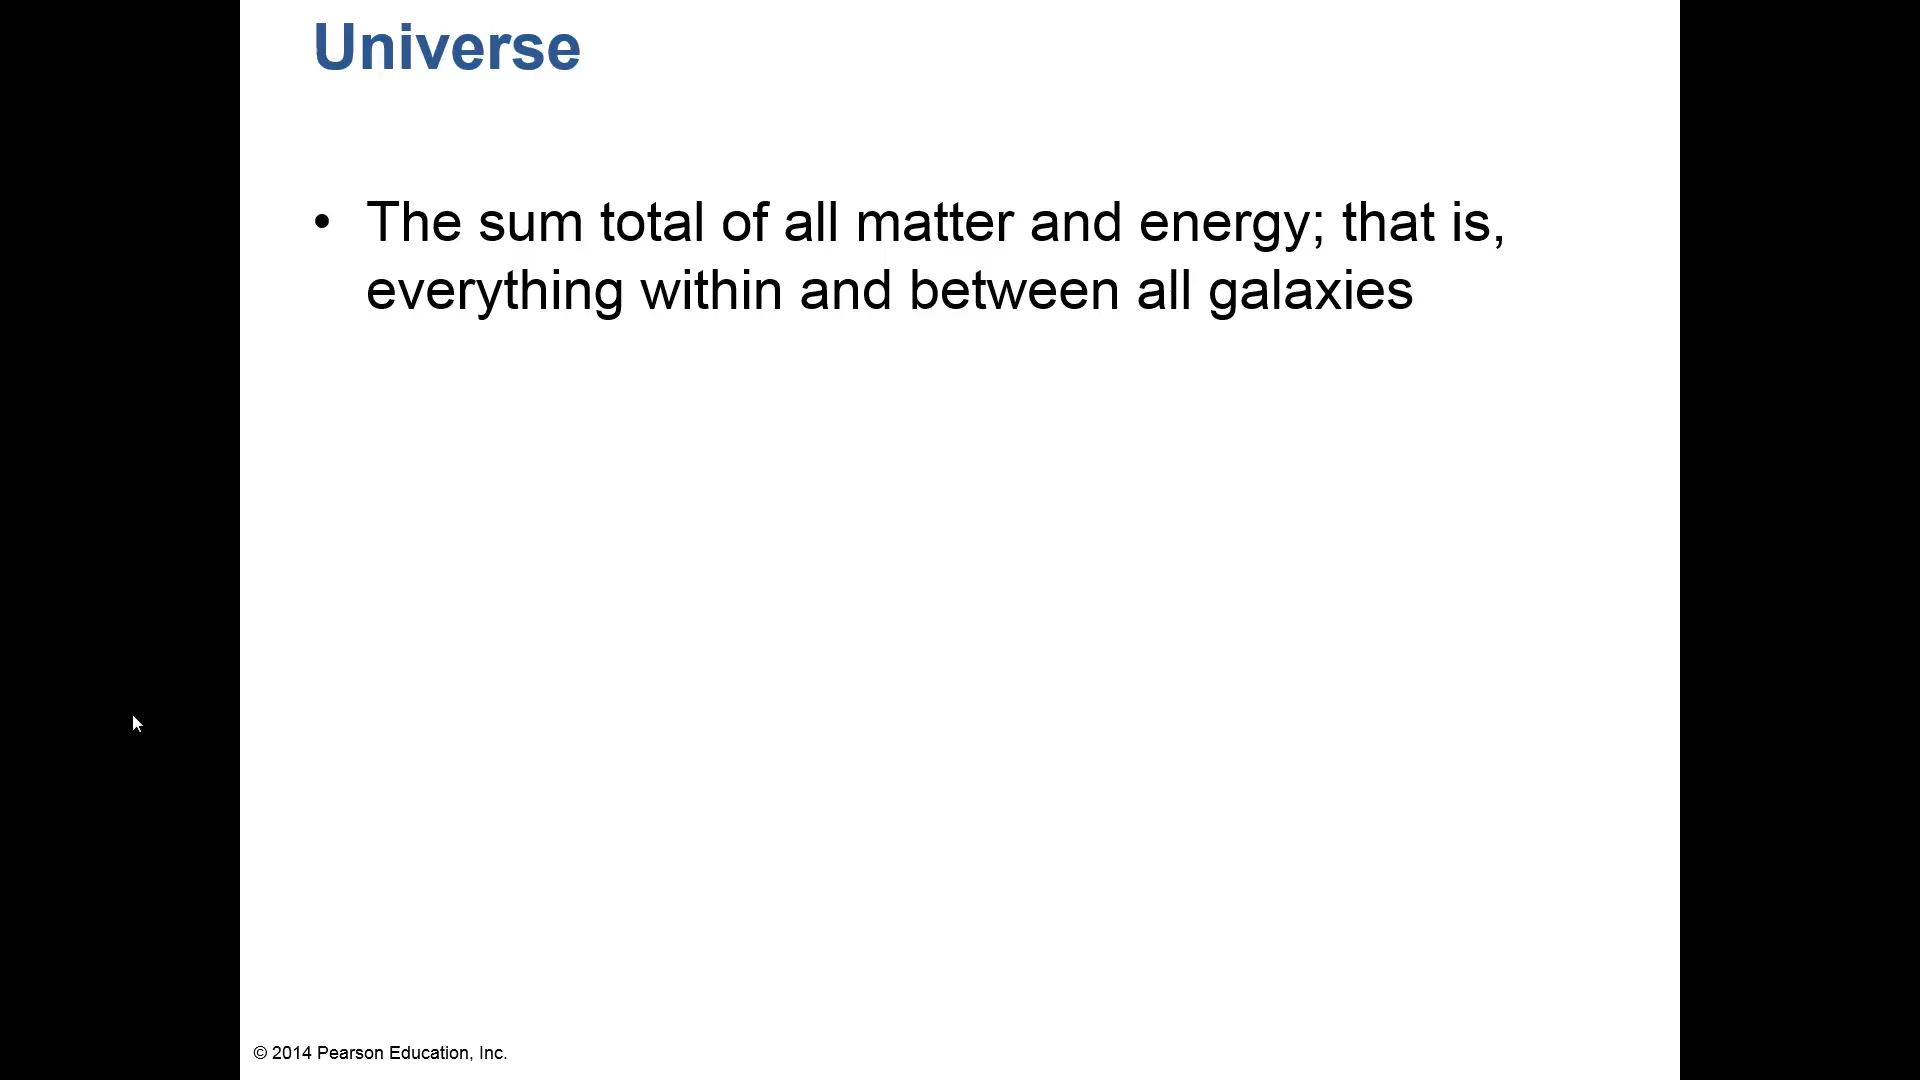 Universe
• The sum total of all matter and energy; that is,
everything within and between all galaxies
© 2014 Pearson Education, Inc.